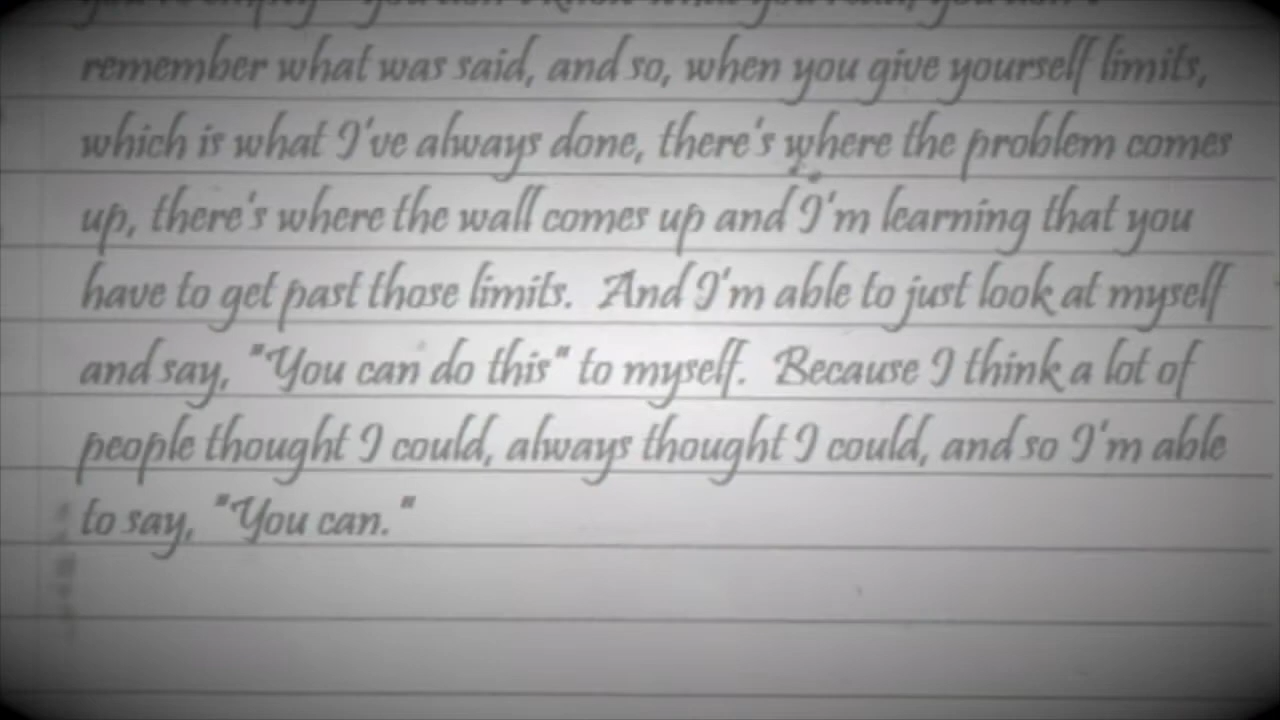 remember what was said, and so, when you give yourself limits,
which is what I've always done, there's where the problem comes
up, there's where the wall comes up and I'm learning that you
have to get past those limits. And I'm able to just look at myself
and say, "You can do this" to myself. Because I think a lot of
people thought I could, always thought I could, and so I'm able
to say, "You can."